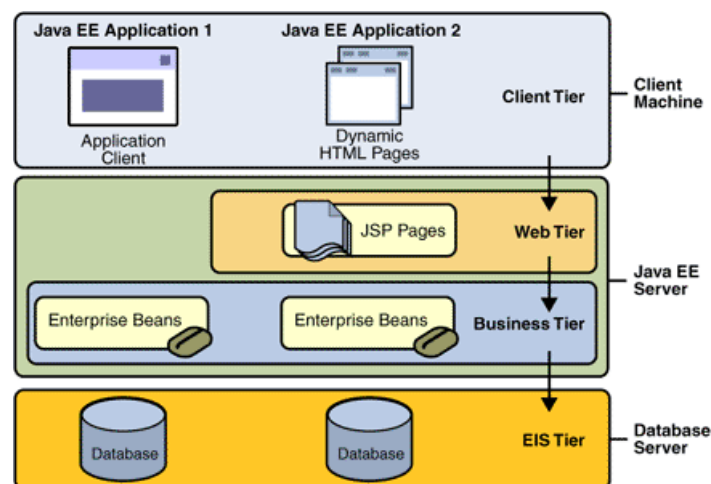 Java EE Application 1
Java EE Application 2
Application
Client
Dynamic
HTML Pages
Client Tier
Client
Machine
JSP Pages
Web Tier
Java EE
Server
Enterprise Beans
Enterprise Beans
Business Tier
Database
Database
EIS Tier
Database
Server